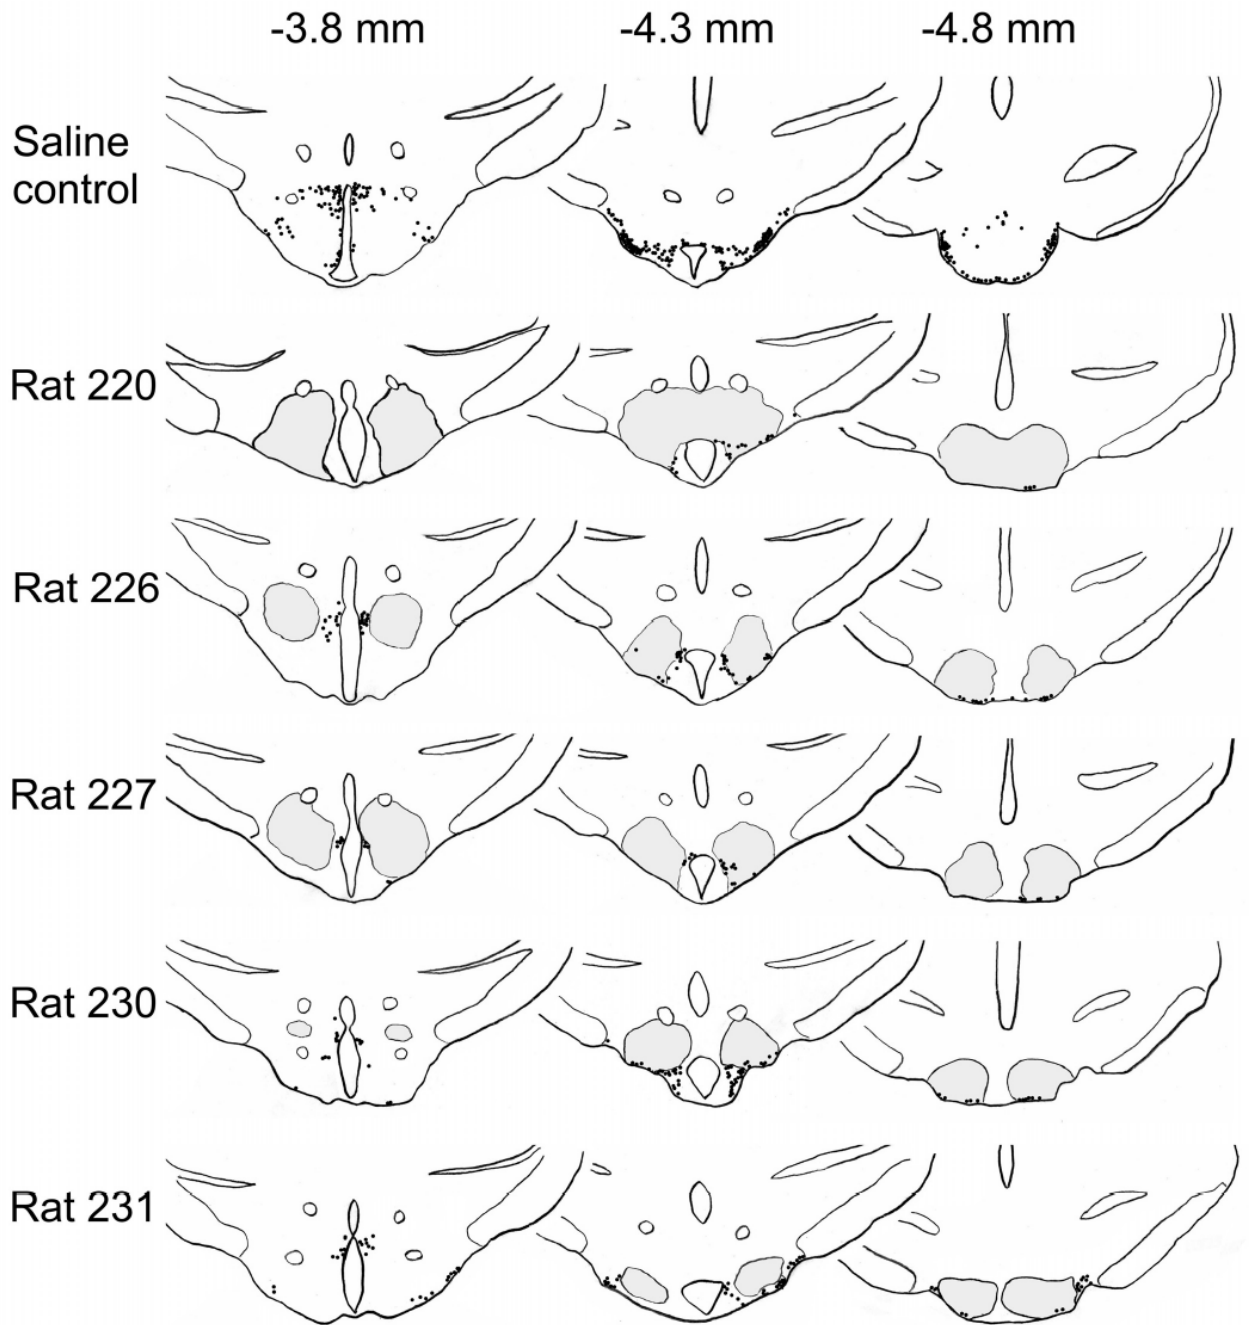 -3.8 mm -4.3 mm -4.8 mm
Saline
control
Rat 220
Rat 226
Rat 227
Rat 230
Rat 231